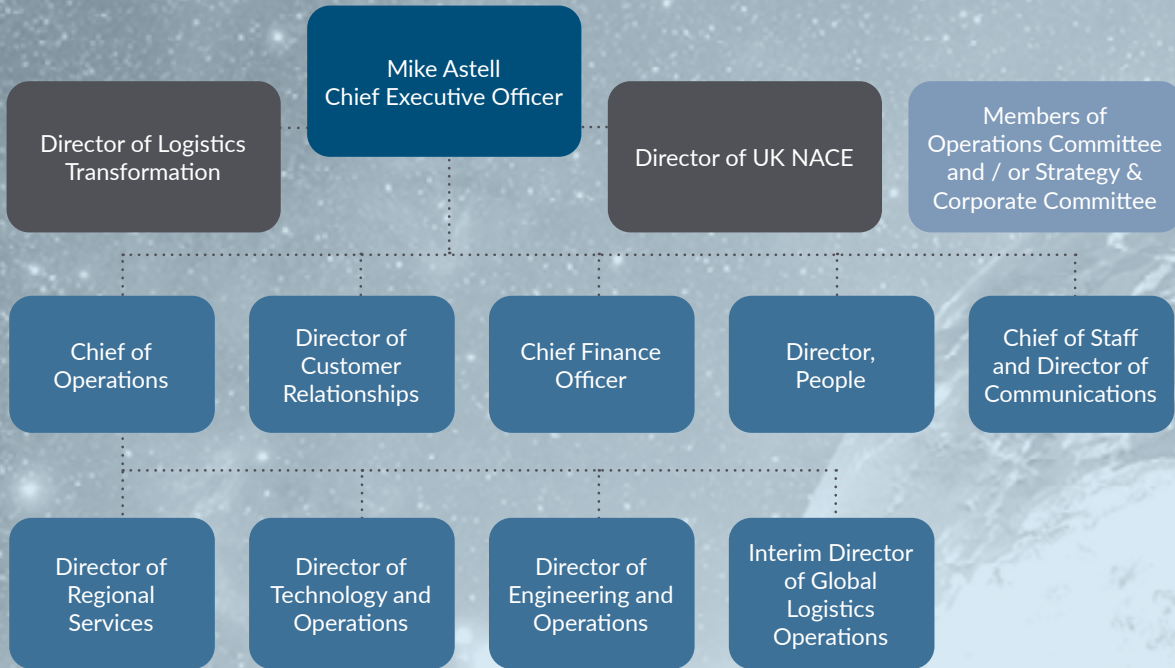 Mike Astell
Chief Executive Officer
Director of Logistics
Transformation
Director of UK NACE
Members of
Operations Committee
and / or Strategy &
Corporate Committee
Chief of
Operations
Director of
Customer
Relationships
Chief Finance
Officer
Director,
People
Chief of Staff
and Director of
Communications
Director of
Regional
Services
Director of
Technology and
Operations
Director of
Engineering and
Operations
Interim Director
of Global
Logistics
Operations